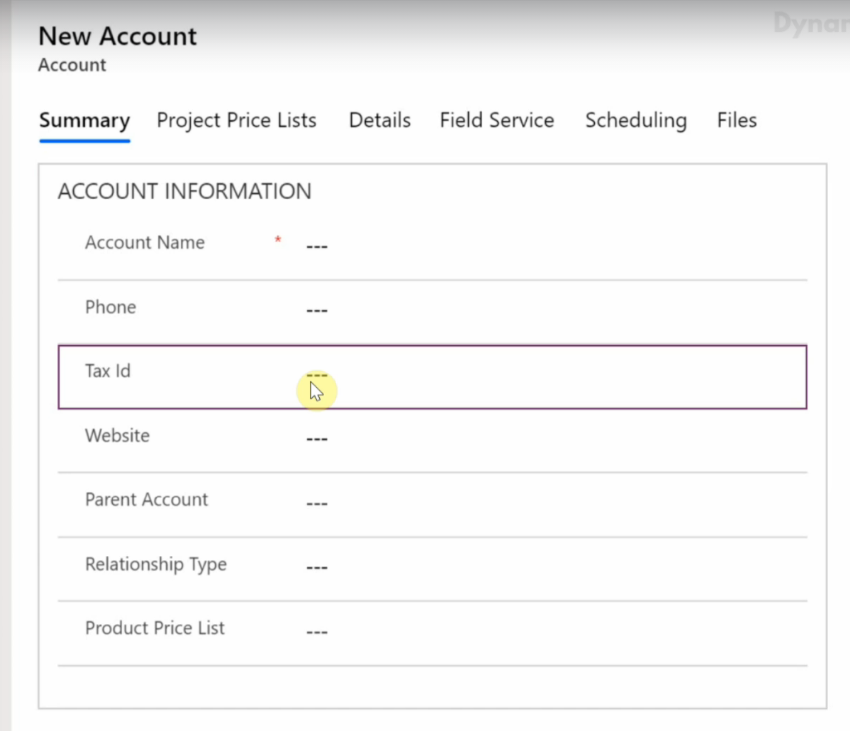 New Account
Account
Summary Project Price Lists Details Field Service Scheduling Files
ACCOUNT INFORMATION
Account Name * ---
Phone ---
Tax Id ---
Website ---
Parent Account ---
Relationship Type ---
Product Price List ---